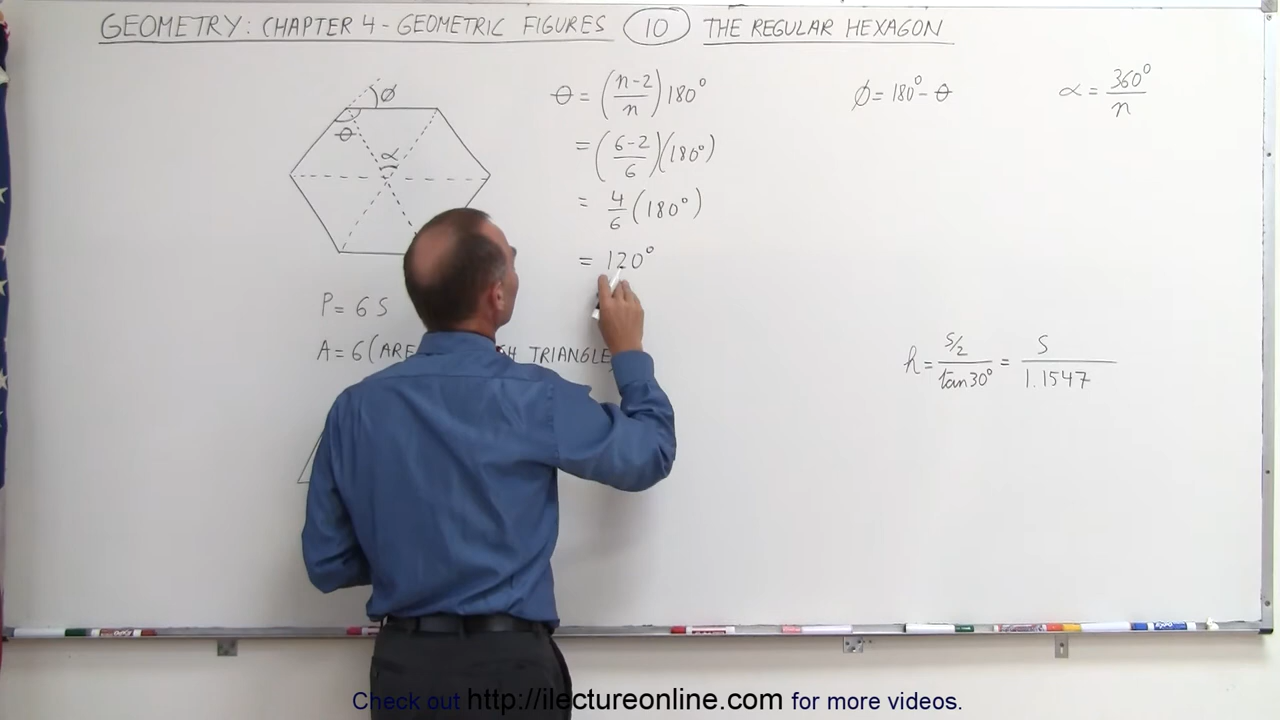 GEOMETRY: CHAPTER 4 - GEOMETRIC FIGURES 10 THE REGULAR HEXAGON
ϕ
θ
α
θ = (n-2/n) 180°
= (6-2/6)(180°)
= 4/6 (180°)
= 120°
ϕ = 180° - θ
α = 360°/n
P = 6 S
A = 6 (ARE TRIANGLE
h = S/2 / tan30° = S / 1.1547
Check out http://ilectureonline.com for more videos.